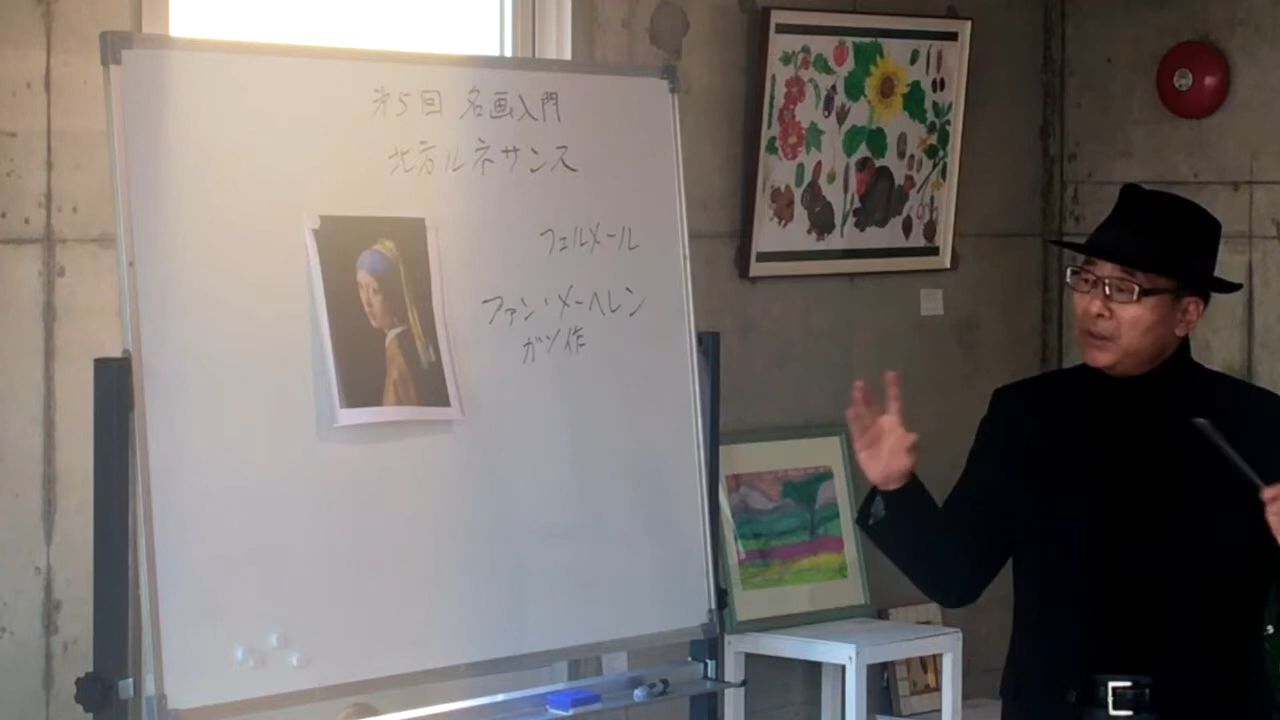 第5回 名画入門
北方ルネサンス
フェルメール
ファン・メーヘレン
ガン作